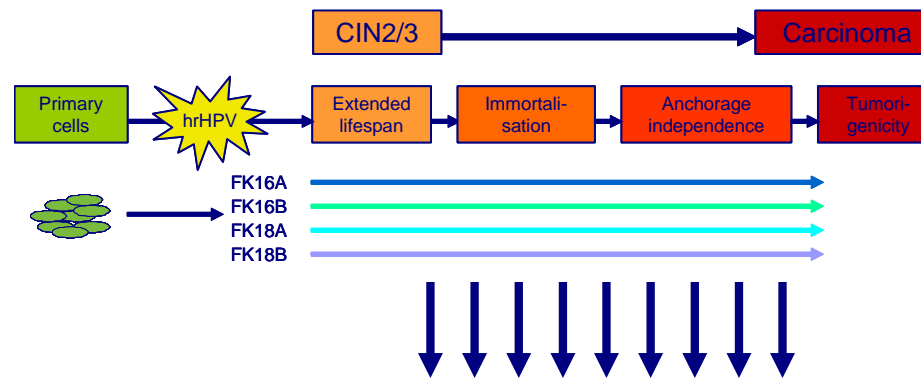 CIN2/3
Carcinoma
Primary
cells
hrHPV
Extended
lifespan
Immortali-
sation
Anchorage
independence
Tumori-
genicity
FK16A
FK16B
FK18A
FK18B